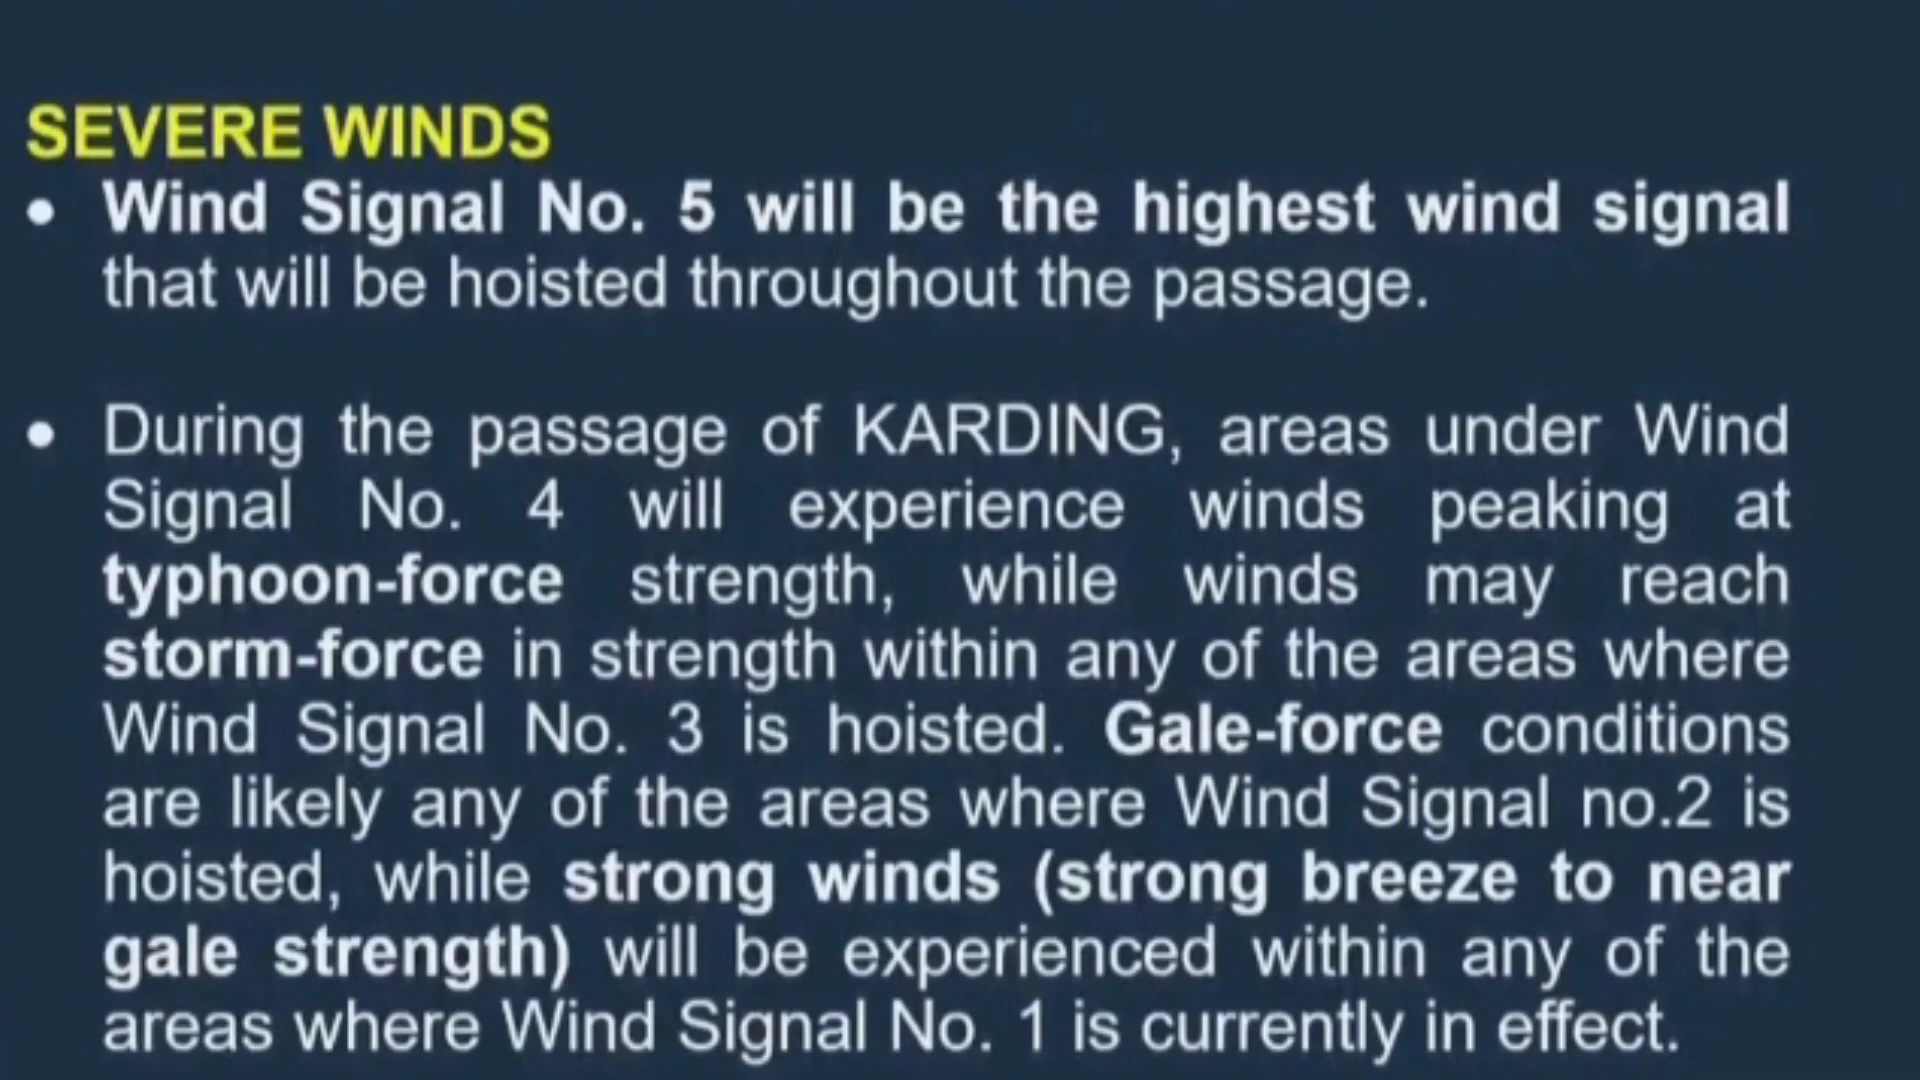 SEVERE WINDS
• Wind Signal No. 5 will be the highest wind signal
that will be hoisted throughout the passage.
• During the passage of KARDING, areas under Wind
Signal No. 4 will experience winds peaking at
typhoon-force strength, while winds may reach
storm-force in strength within any of the areas where
Wind Signal No. 3 is hoisted. Gale-force conditions
are likely any of the areas where Wind Signal no.2 is
hoisted, while strong winds (strong breeze to near
gale strength) will be experienced within any of the
areas where Wind Signal No. 1 is currently in effect.